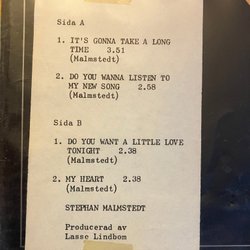 Sida A
1. IT'S GONNA TAKE A LONG
TIME 3.51
(Malmstedt)
2. DO YOU WANNA LISTEN TO
MY NEW SONG 2.58
(Malmstedt)
Sida B
1. DO YOU WANT A LITTLE LOVE
TONIGHT 2.38
(Malmstedt)
2. MY HEART 2.38
(Malmstedt)
STEPHAN MALMSTEDT
Producerad av
Lasse Lindbom